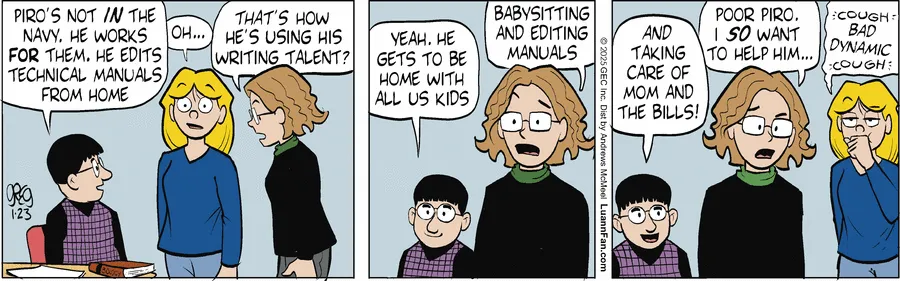 PIRO'S NOT IN THE
NAVY. HE WORKS
FOR THEM. HE EDITS
TECHNICAL MANUALS
FROM HOME
OH...
THAT'S HOW
HE'S USING HIS
WRITING TALENT?
GREG
1·23
YEAH. HE
GETS TO BE
HOME WITH
ALL US KIDS
BABYSITTING
AND EDITING
MANUALS
© 2025 GEC Inc. Dist by Andrews McMeel LuannFan.com
AND
TAKING
CARE OF
MOM AND
THE BILLS!
POOR PIRO.
I SO WANT
TO HELP HIM...
:COUGH:
BAD
DYNAMIC
:COUGH: